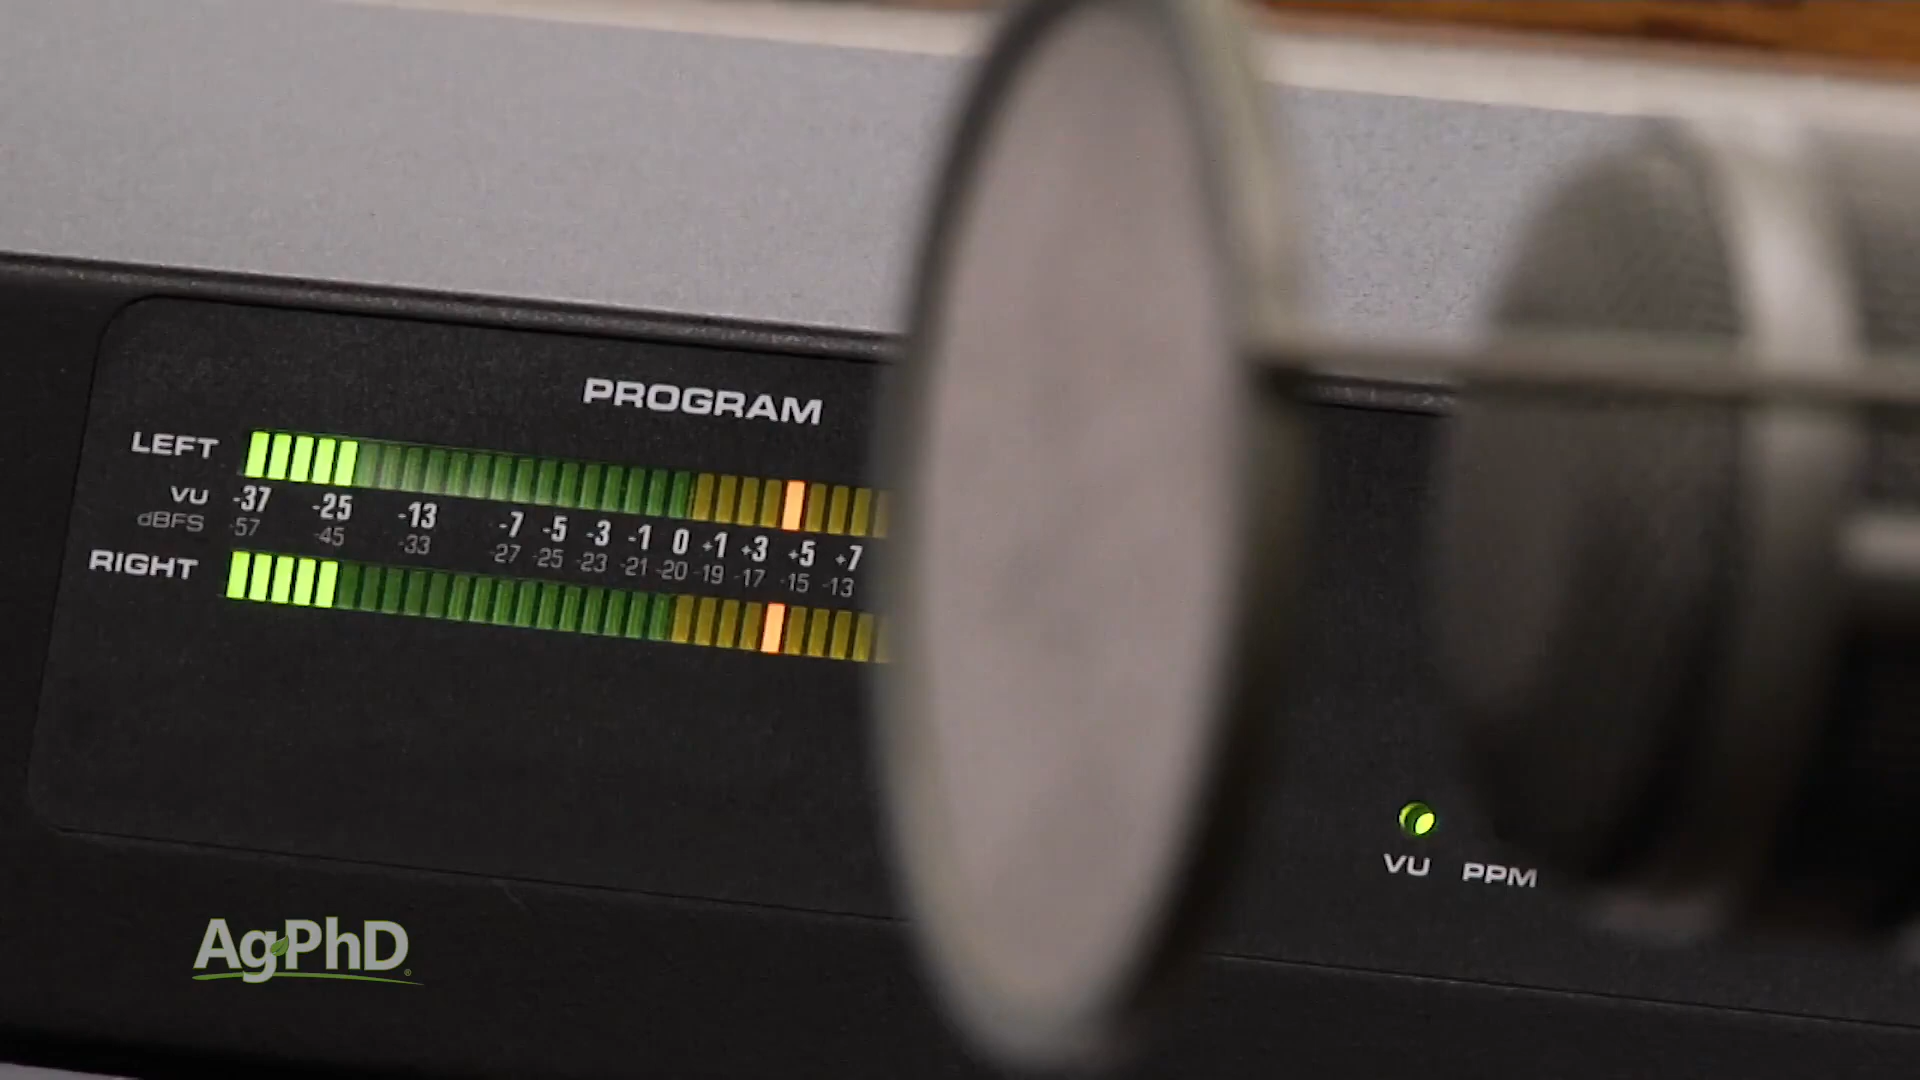 PROGRAM
LEFT
VU -37 -25 -13 -7 -5 -3 -1 0 +1 +3 +5 +7
dBFS -57 -45 -33 -27 -25 -23 -21 -20 -19 -17 -15 -13
RIGHT
VU PPM
AgPhD®